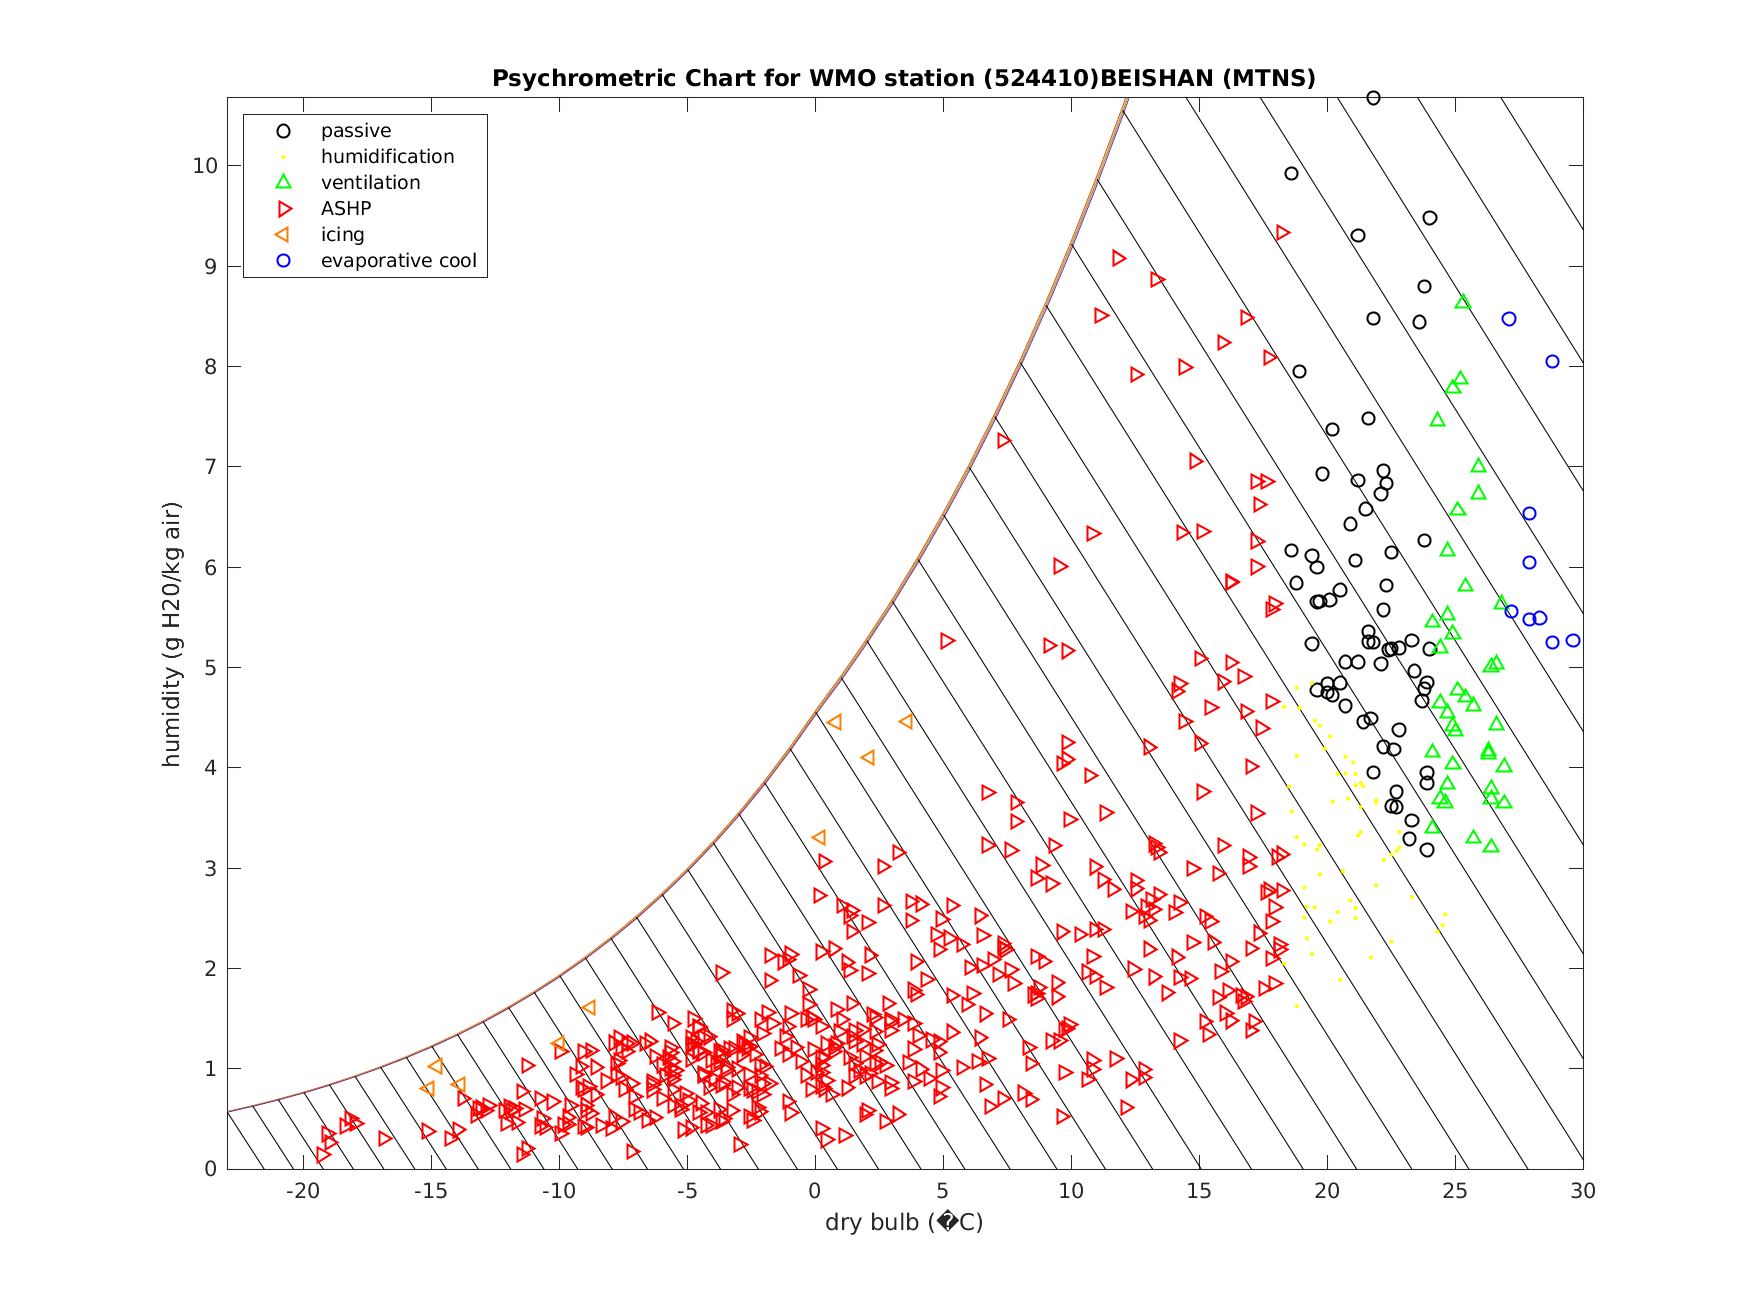 Psychrometric Chart for WMO station (524410)BEISHAN (MTNS)
passive
humidification
ventilation
ASHP
icing
evaporative cool
10
9
8
7
6
5
4
3
2
1
0
humidity (g H20/kg air)
-20 -15 -10 -5 0 5 10 15 20 25 30
dry bulb (�C)